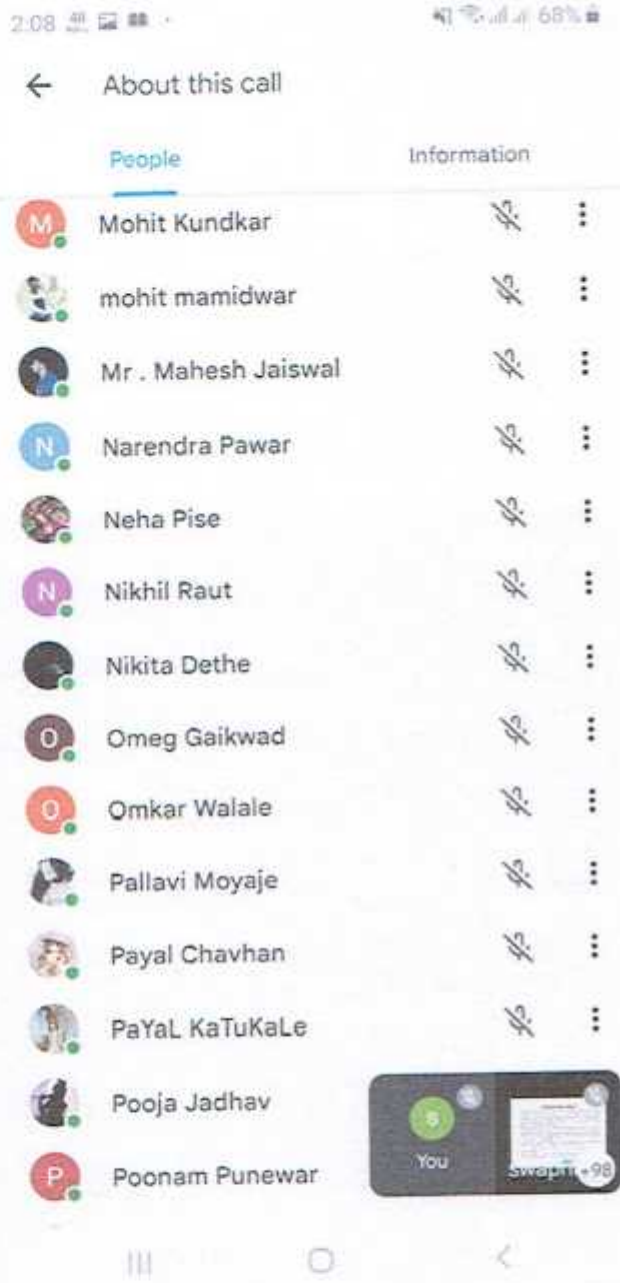 2:08 68%
About this call
People Information
M Mohit Kundkar
mohit mamidwar
Mr . Mahesh Jaiswal
N Narendra Pawar
Neha Pise
N Nikhil Raut
Nikita Dethe
O Omeg Gaikwad
O Omkar Walale
Pallavi Moyaje
Payal Chavhan
PaYaL KaTuKaLe
Pooja Jadhav
S
You +98
P Poonam Punewar